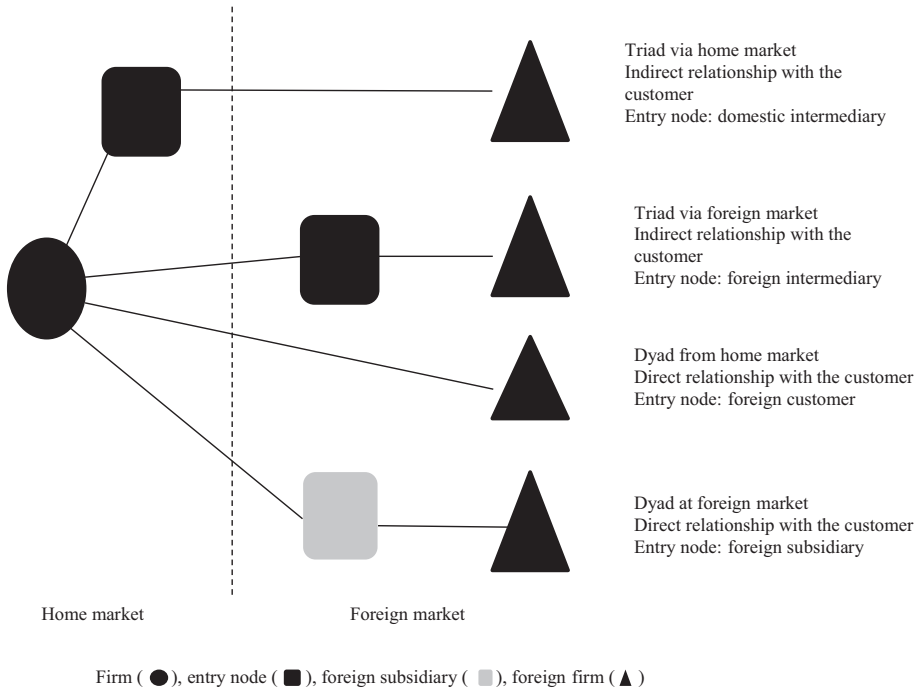 Triad via home market
Indirect relationship with the
customer
Entry node: domestic intermediary
Triad via foreign market
Indirect relationship with the
customer
Entry node: foreign intermediary
Dyad from home market
Direct relationship with the customer
Entry node: foreign customer
Dyad at foreign market
Direct relationship with the customer
Entry node: foreign subsidiary
Home market
Foreign market
Firm ( ), entry node ( ), foreign subsidiary ( ), foreign firm ( )